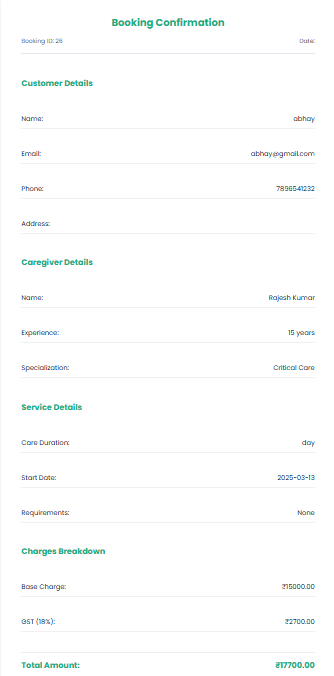 Booking Confirmation
Booking ID: 26 Date:
Customer Details
Name: abhay
Email: abhay@gmail.com
Phone: 7896541232
Address:
Caregiver Details
Name: Rajesh Kumar
Experience: 15 years
Specialization: Critical Care
Service Details
Care Duration: day
Start Date: 2025-03-13
Requirements: None
Charges Breakdown
Base Charge: ₹15000.00
GST (18%): ₹2700.00
Total Amount: ₹17700.00